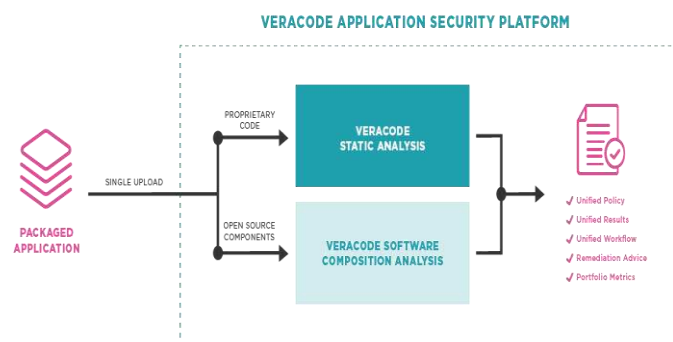 VERACODE APPLICATION SECURITY PLATFORM
PACKAGED
APPLICATION
SINGLE UPLOAD
PROPRIETARY
CODE
VERACODE
STATIC ANALYSIS
OPEN SOURCE
COMPONENTS
VERACODE SOFTWARE
COMPOSITION ANALYSIS
Unified Policy
Unified Results
Unified Workflow
Remediation Advice
Portfolio Metrics